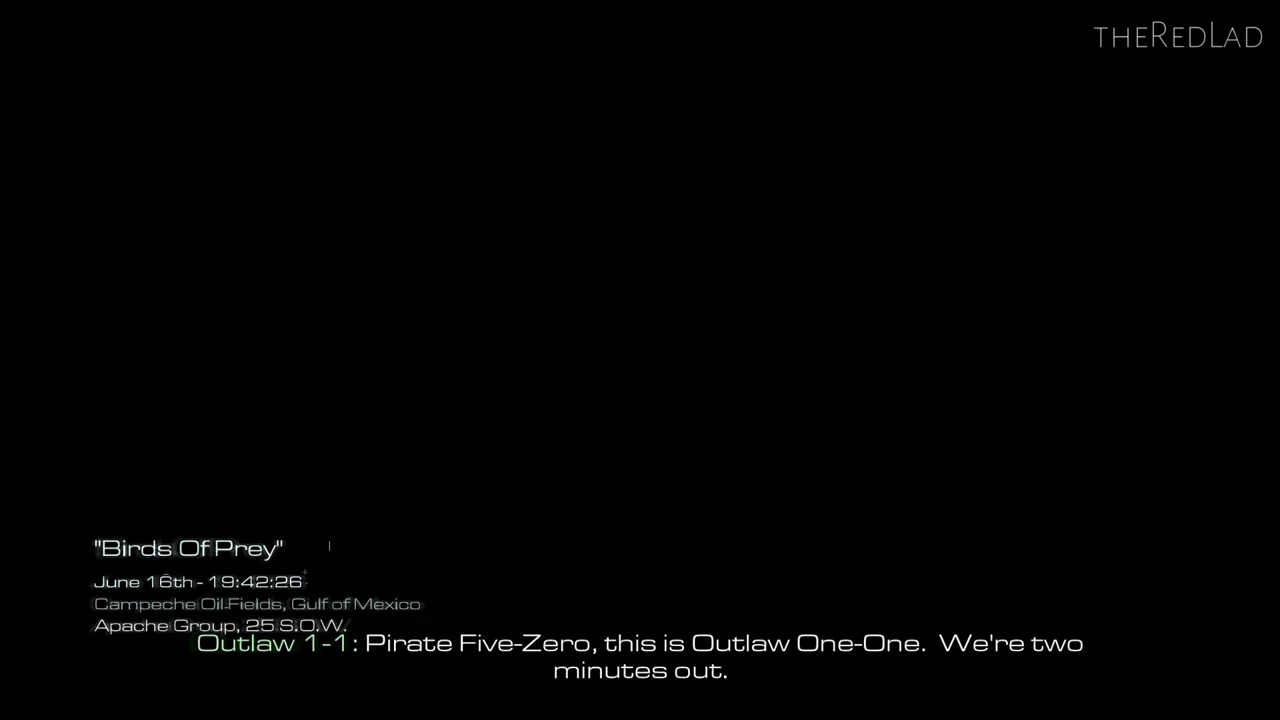 THEREDLAD
"Birds Of Prey"
June 16th - 19:42:26
Campeche Oil Fields, Gulf of Mexico
Apache Group, 25 S.O.W.
Outlaw 1-1: Pirate Five-Zero, this is Outlaw One-One.  We're two
minutes out.